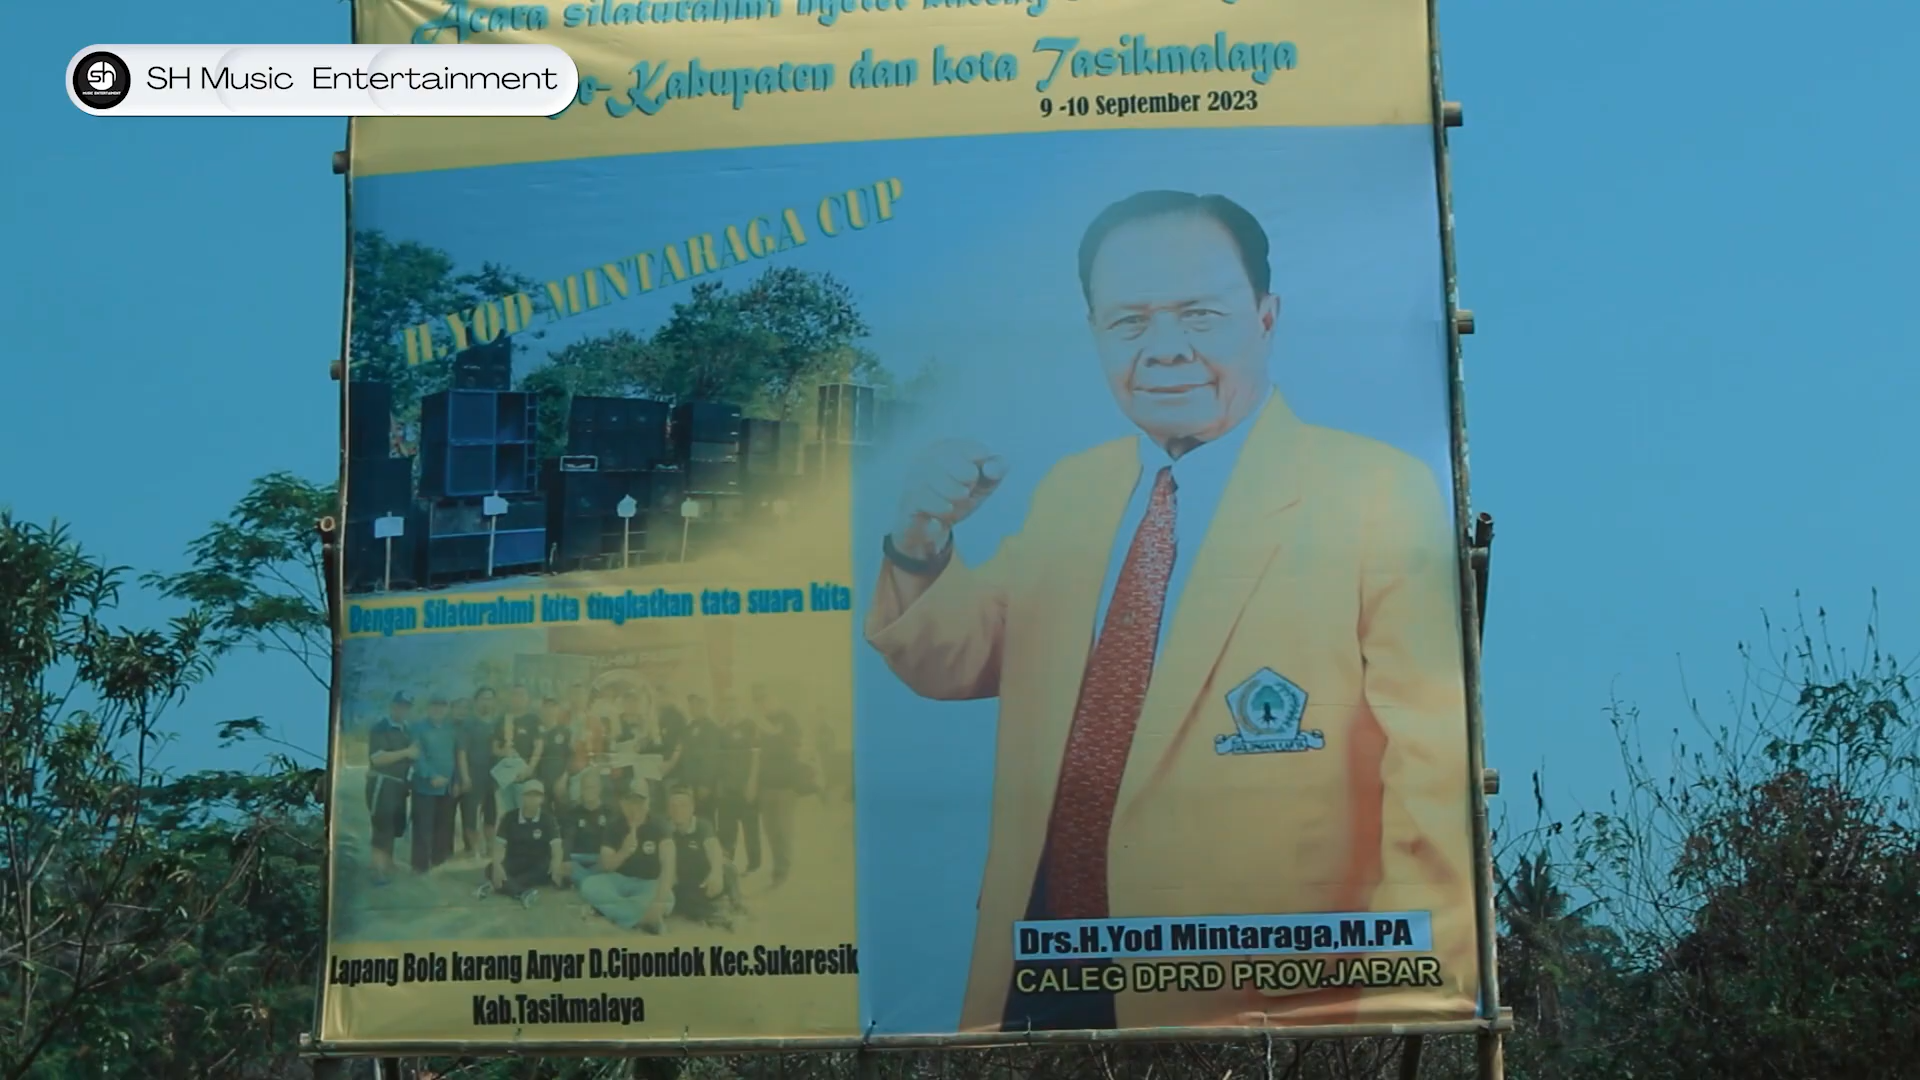 Acara silaturahmi
SH Music Entertainment
Kabupaten dan kota Tasikmalaya
9 -10 September 2023
H.YOD MINTARAGA CUP
Dengan Silaturahmi kita tingkatkan tata suara kita
GOLONGAN KARYA
Drs.H.Yod Mintaraga,M.PA
CALEG DPRD PROV.JABAR
Lapang Bola karang Anyar D.Cipondok Kec.Sukaresik
Kab.Tasikmalaya